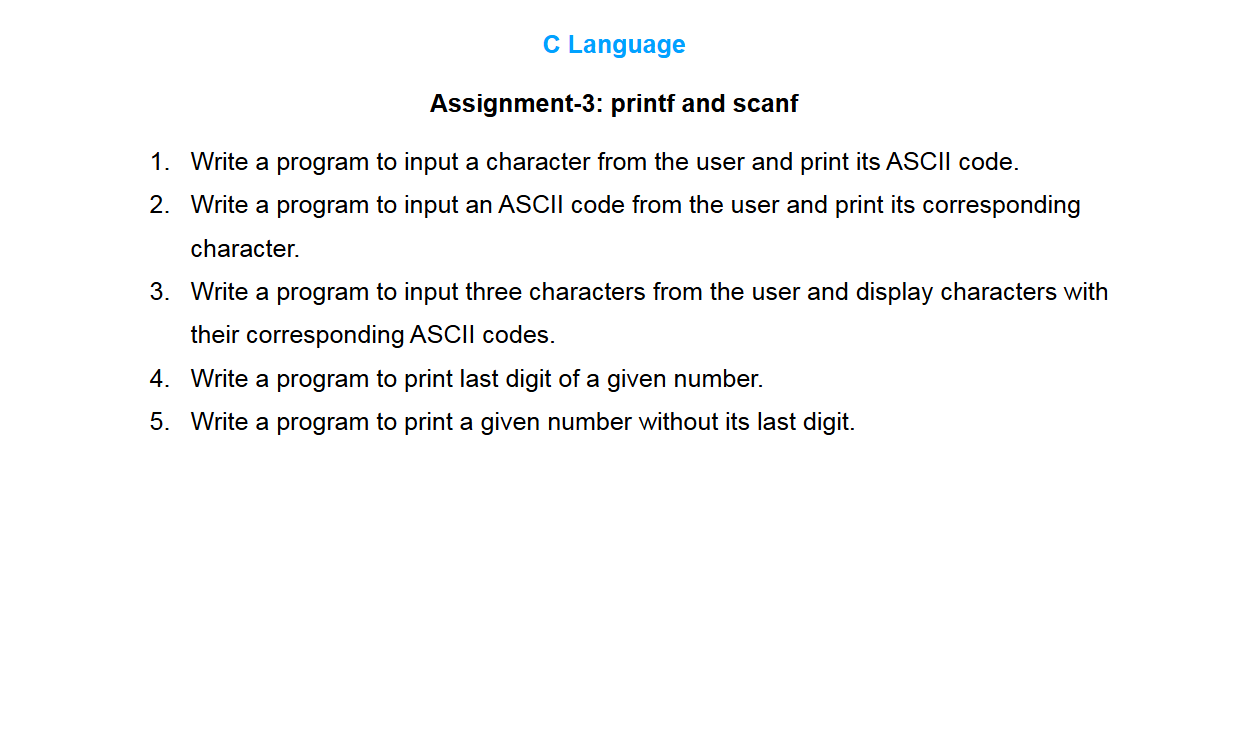 C Language
Assignment-3: printf and scanf
1. Write a program to input a character from the user and print its ASCII code.
2. Write a program to input an ASCII code from the user and print its corresponding
character.
3. Write a program to input three characters from the user and display characters with
their corresponding ASCII codes.
4. Write a program to print last digit of a given number.
5. Write a program to print a given number without its last digit.